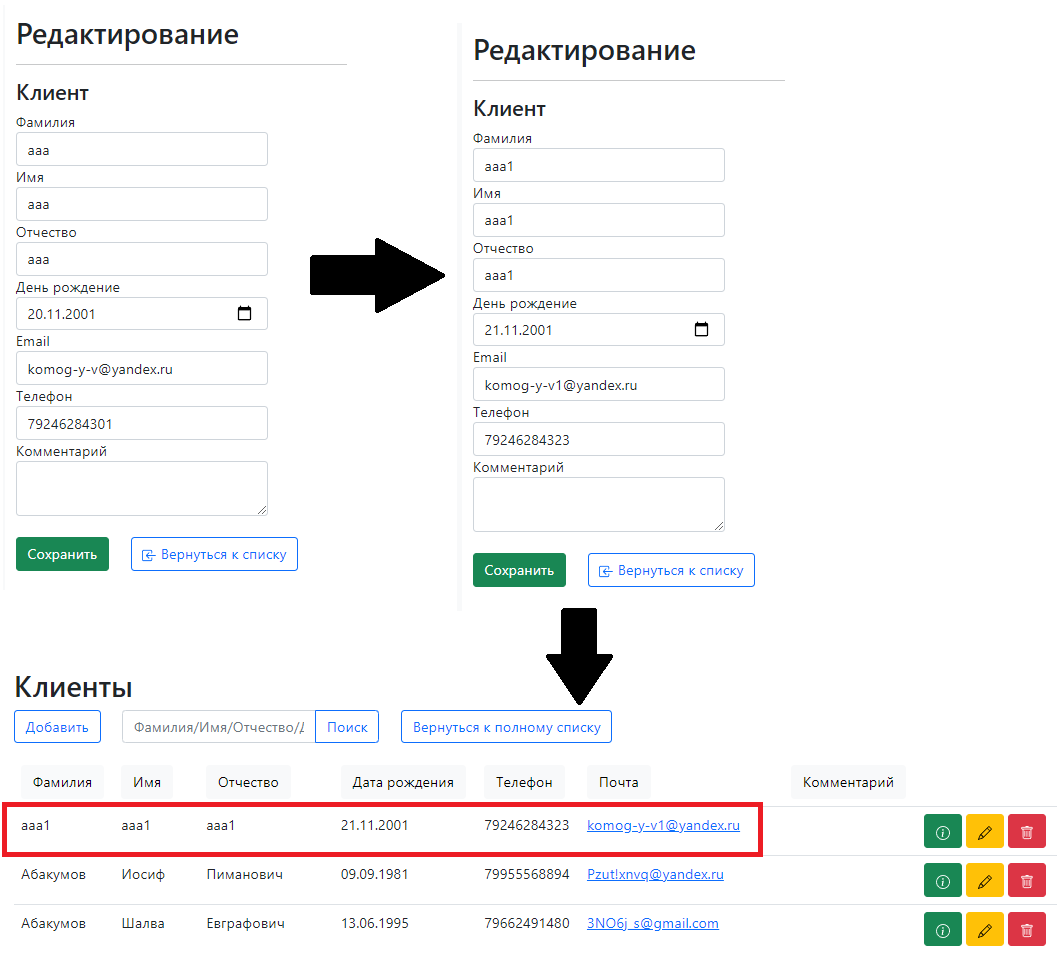 Редактирование
Клиент
Фамилия
ааа
Имя
ааа
Отчество
ааа
День рождение
20.11.2001
Email
komog-y-v@yandex.ru
Телефон
79246284301
Комментарий
Сохранить Вернуться к списку
Редактирование
Клиент
Фамилия
ааа1
Имя
ааа1
Отчество
ааа1
День рождение
21.11.2001
Email
komog-y-v1@yandex.ru
Телефон
79246284323
Комментарий
Сохранить Вернуться к списку
Клиенты
Добавить Фамилия/Имя/Отчество/ Поиск Вернуться к полному списку
Фамилия Имя Отчество Дата рождения Телефон Почта Комментарий
ааа1 ааа1 ааа1 21.11.2001 79246284323 komog-y-v1@yandex.ru
Абакумов Иосиф Пиманович 09.09.1981 79955568894 Pzut!xnvq@yandex.ru
Абакумов Шалва Евграфович 13.06.1995 79662491480 3NO6j_s@gmail.com